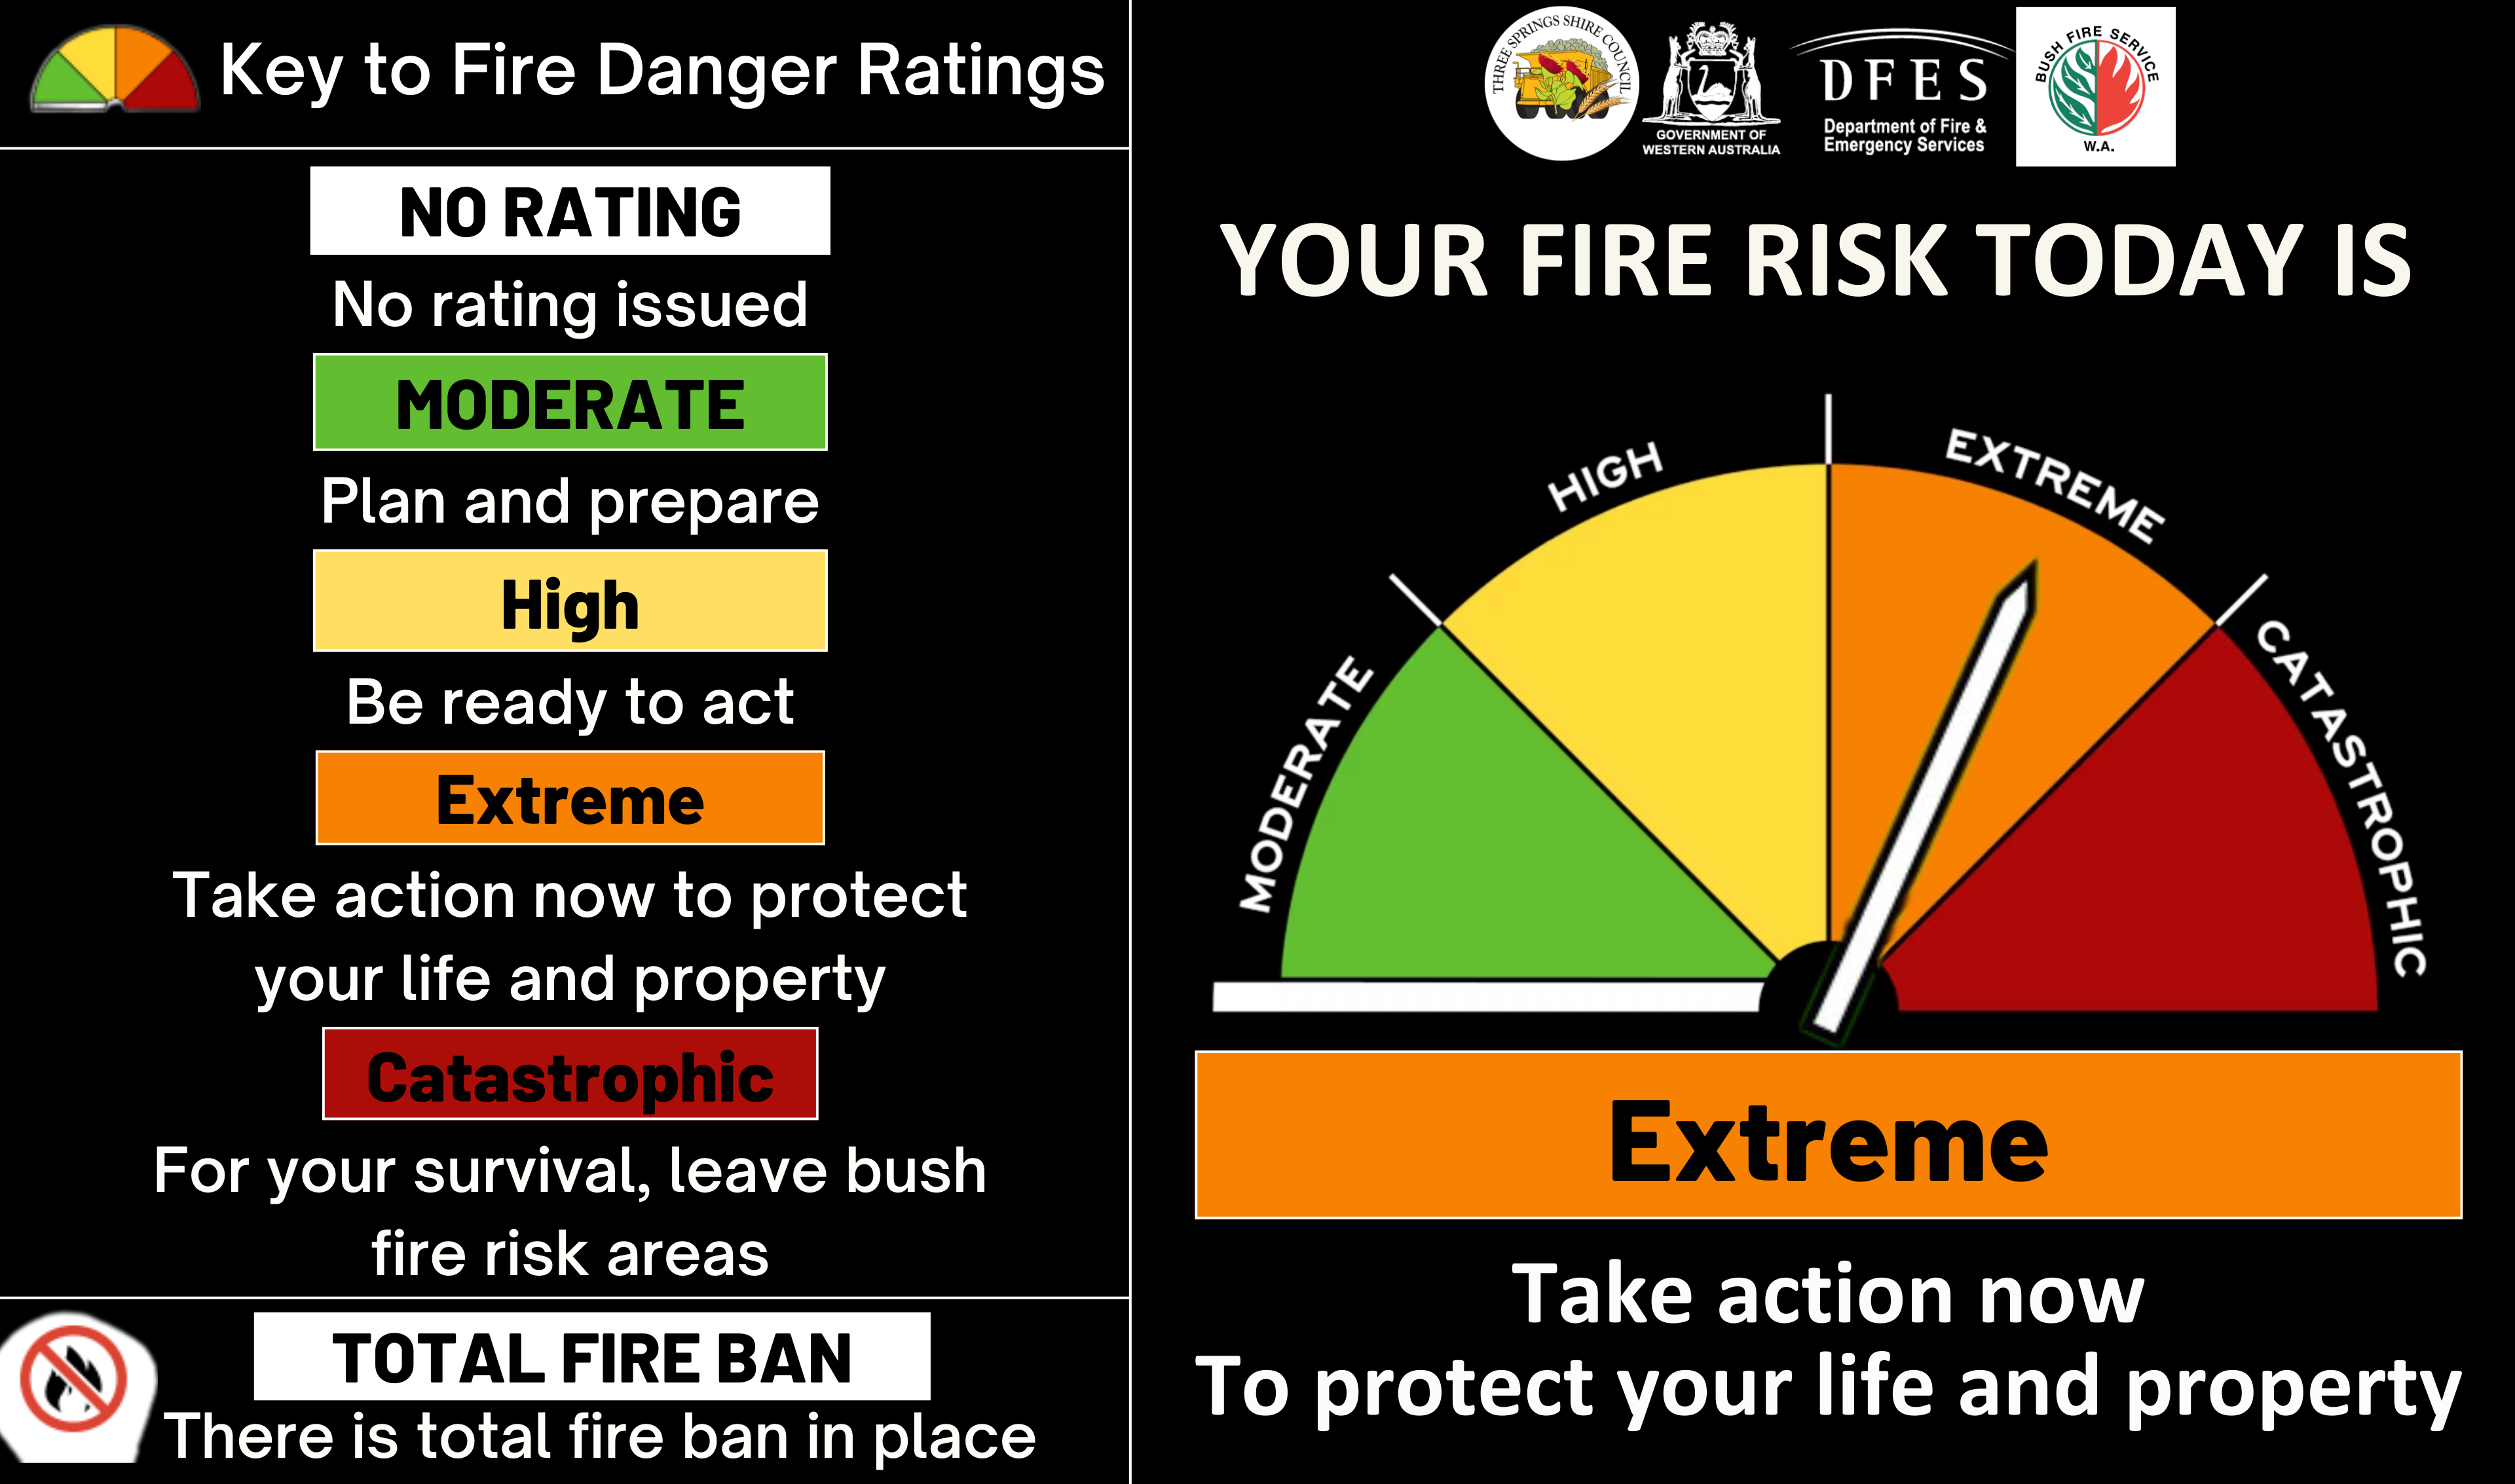 Key to Fire Danger Ratings
NO RATING
No rating issued
MODERATE
Plan and prepare
High
Be ready to act
Extreme
Take action now to protect
your life and property
Catastrophic
For your survival, leave bush
fire risk areas
TOTAL FIRE BAN
There is total fire ban in place
THREE SPRINGS SHIRE COUNCIL
GOVERNMENT OF
WESTERN AUSTRALIA
DFES
Department of Fire &
Emergency Services
BUSH FIRE SERVICE
W.A.
YOUR FIRE RISK TODAY IS
MODERATE
HIGH
EXTREME
CATASTROPHIC
Extreme
Take action now
To protect your life and property